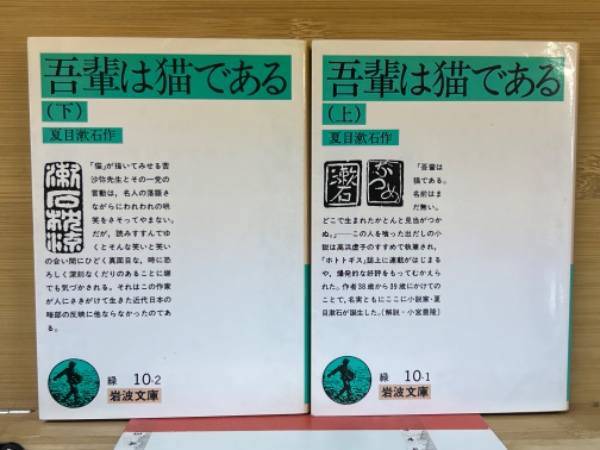 吾輩は猫である
(下)
夏目漱石作
「猫」が描いてみせる苦
沙弥先生とその一党の
言動は,名人の落語さ
ながらにわれわれの哄
笑をさそってやまない.
だが,読みすすんでゆ
くとそんな笑いと笑い
の合い間にひどく真面目な,時に恐
ろしく深刻なくだりのあることに誰
でも気づかされる.それはこの作家
が人にさきがけて生きた近代日本の
暗部の反映に他ならなかったのであ
る.
緑 10-2
岩波文庫
吾輩は猫である
(上)
夏目漱石作
漱石
なつめ
「吾輩は
猫である.
名前はま
だ無い.
どこで生まれたかとんと見当がつか
ぬ.」――この人を喰った出だしの小
説は高浜虚子のすすめで執筆され,
『ホトトギス』誌上に連載がはじまる
や,爆発的な好評をもってむかえら
れた.作者38歳から39歳にかけての
ことで,名実ともにここに小説家・夏
目漱石が誕生した.(解説・小宮豊隆)
緑 10-1
岩波文庫